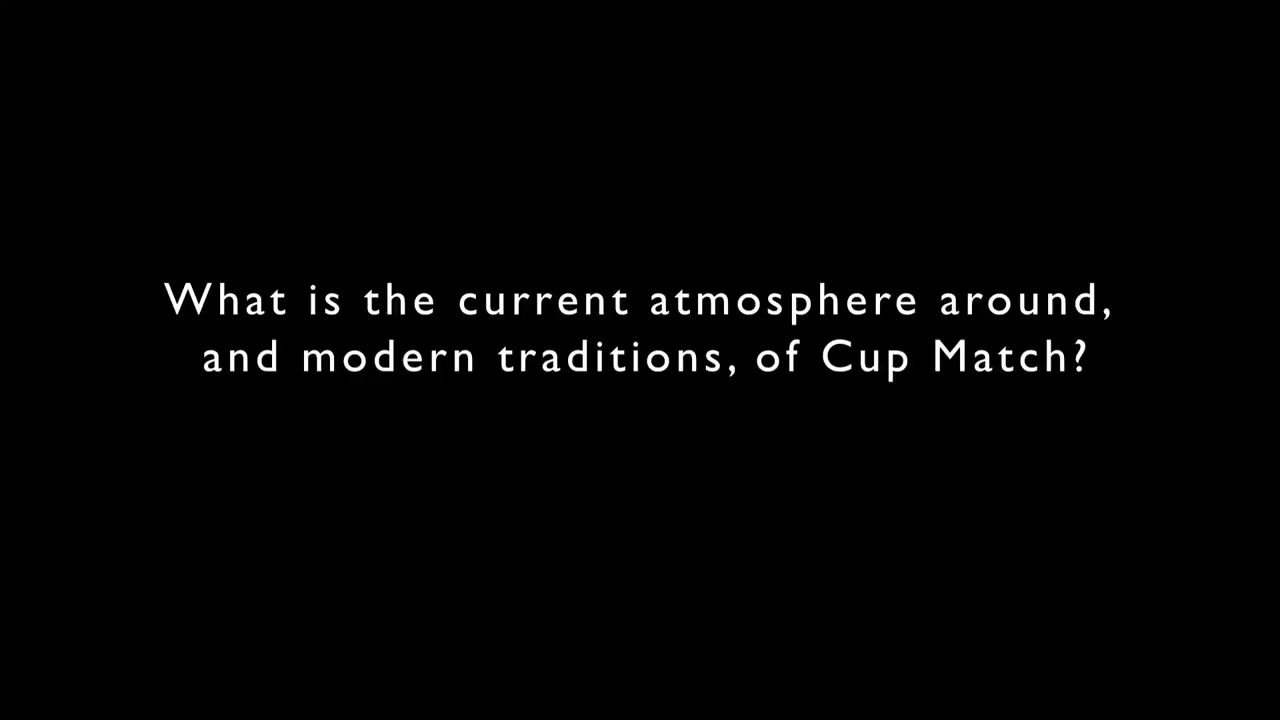 What is the current atmosphere around,
and modern traditions, of Cup Match?